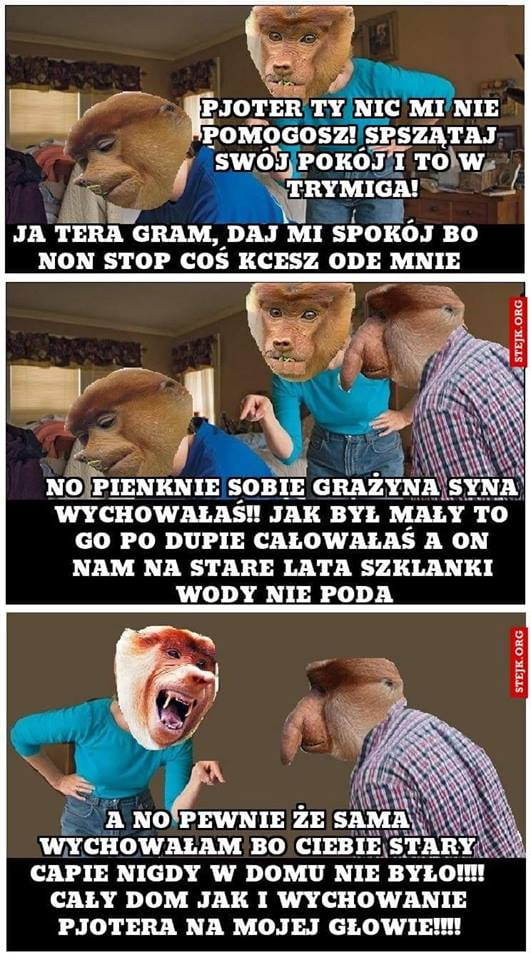 PJOTER TY NIC MI NIE
POMOGOSZ! SPSZĄTAJ
SWÓJ POKÓJ I TO W
TRYMIGA!
JA TERA GRAM, DAJ MI SPOKÓJ BO
NON STOP COŚ KCESZ ODE MNIE
STEJK.ORG
NO PIENKNIE SOBIE GRAŻYNA SYNA
WYCHOWAŁAŚ!! JAK BYŁ MAŁY TO
GO PO DUPIE CAŁOWAŁAŚ A ON
NAM NA STARE LATA SZKLANKI
WODY NIE PODA
STEJK.ORG
A NO PEWNIE ŻE SAMA
WYCHOWAŁAM BO CIEBIE STARY
CAPIE NIGDY W DOMU NIE BYŁO!!!!
CAŁY DOM JAK I WYCHOWANIE
PJOTERA NA MOJEJ GŁOWIE!!!!